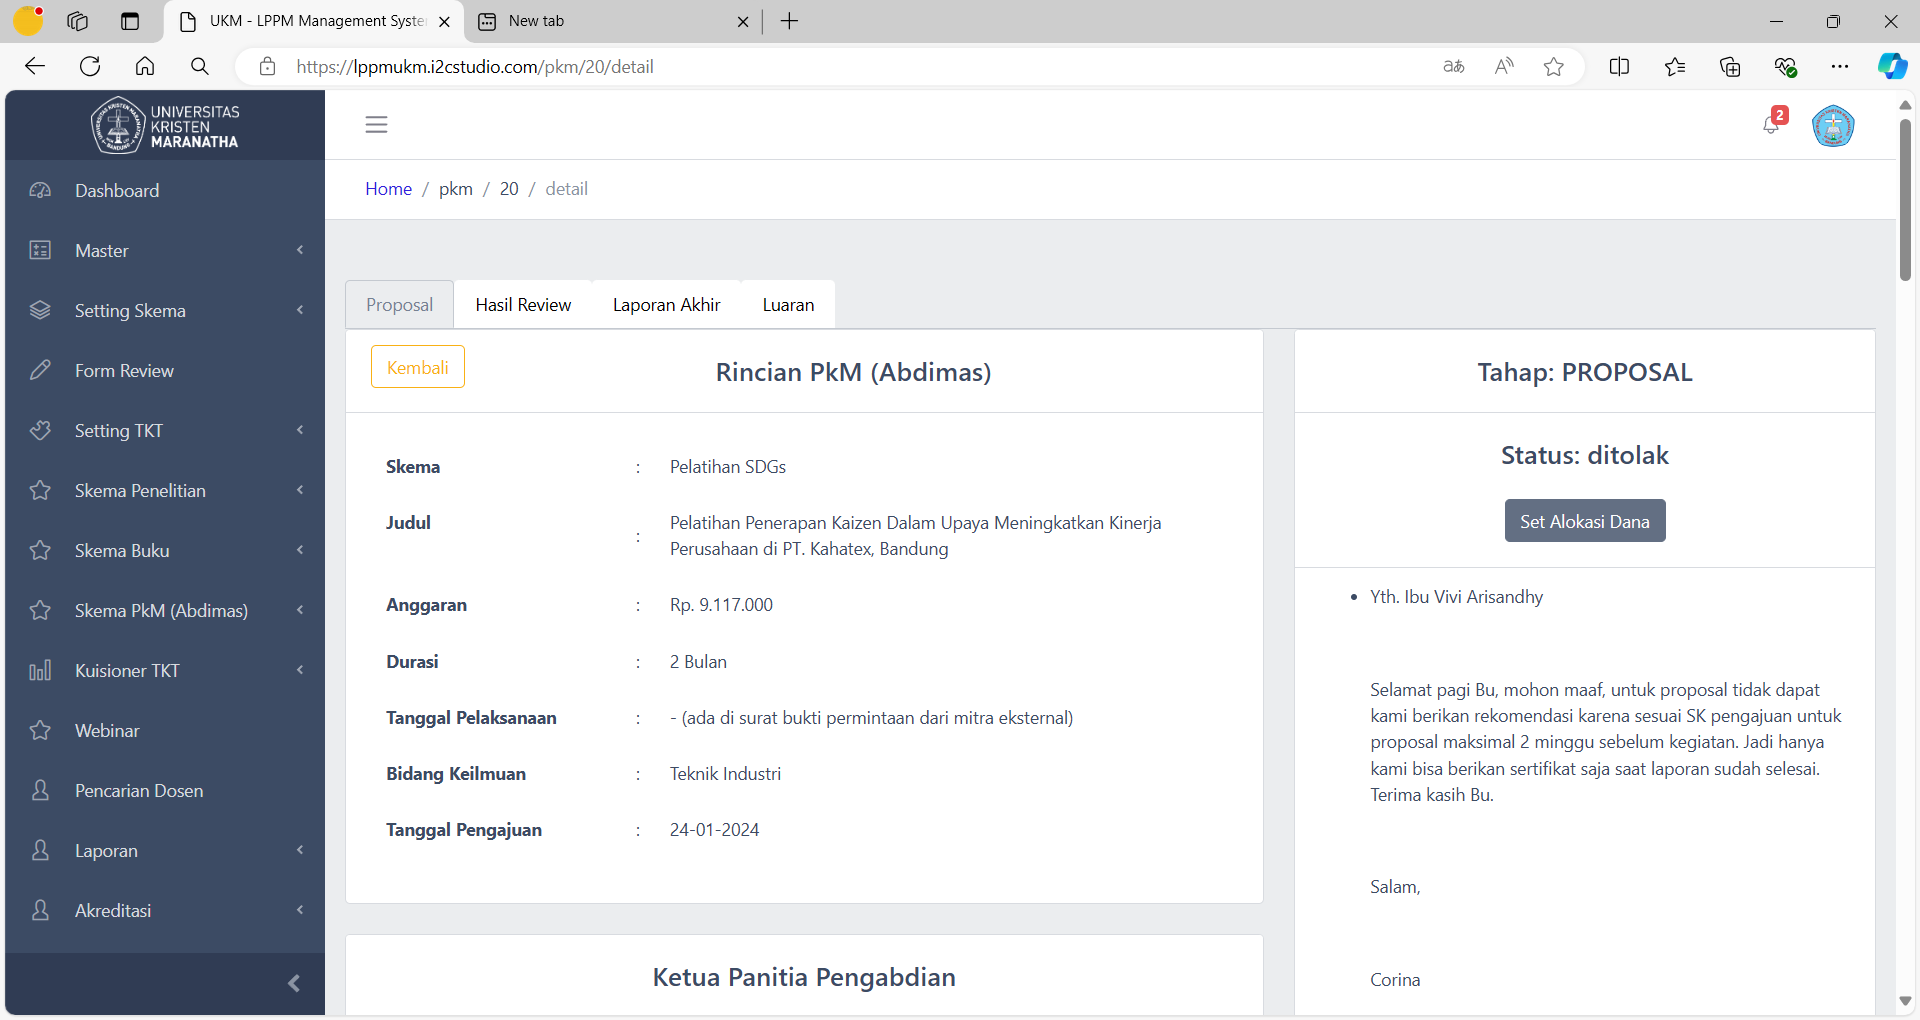 UKM - LPPM Management Syste
New tab
https://lppmukm.i2cstudio.com/pkm/20/detail
UNIVERSITAS
KRISTEN
MARANATHA
2
Home / pkm / 20 / detail
Dashboard
Master
Setting Skema
Form Review
Setting TKT
Skema Penelitian
Skema Buku
Skema PkM (Abdimas)
Kuisioner TKT
Webinar
Pencarian Dosen
Laporan
Akreditasi
Proposal
Hasil Review
Laporan Akhir
Luaran
Kembali
Rincian PkM (Abdimas)
Skema : Pelatihan SDGs
Judul : Pelatihan Penerapan Kaizen Dalam Upaya Meningkatkan Kinerja
Perusahaan di PT. Kahatex, Bandung
Anggaran : Rp. 9.117.000
Durasi : 2 Bulan
Tanggal Pelaksanaan : - (ada di surat bukti permintaan dari mitra eksternal)
Bidang Keilmuan : Teknik Industri
Tanggal Pengajuan : 24-01-2024
Ketua Panitia Pengabdian
Tahap: PROPOSAL
Status: ditolak
Set Alokasi Dana
• Yth. Ibu Vivi Arisandhy
Selamat pagi Bu, mohon maaf, untuk proposal tidak dapat
kami berikan rekomendasi karena sesuai SK pengajuan untuk
proposal maksimal 2 minggu sebelum kegiatan. Jadi hanya
kami bisa berikan sertifikat saja saat laporan sudah selesai.
Terima kasih Bu.
Salam,
Corina